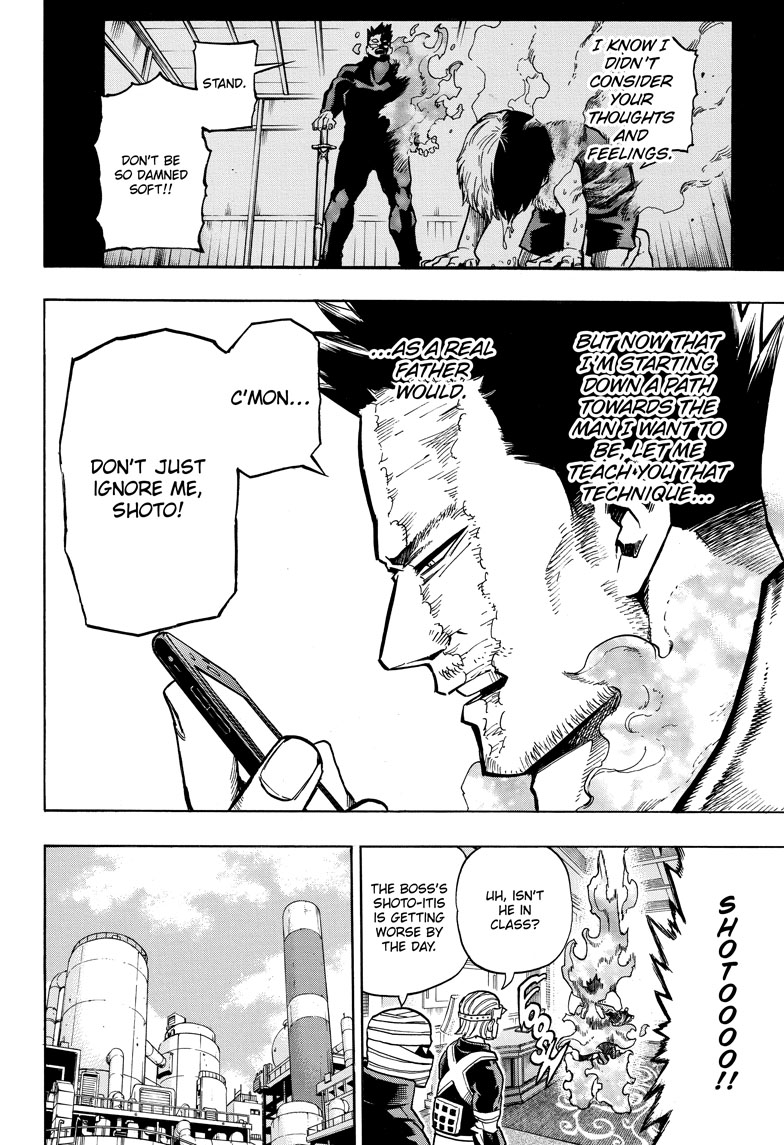 I KNOW I
DIDN'T
CONSIDER
YOUR
THOUGHTS
AND
FEELINGS.
STAND.
DON'T BE
SO DAMNED
SOFT!!
BUT NOW THAT
I'M STARTING
DOWN A PATH
TOWARDS THE
MAN I WANT TO
BE, LET ME
TEACH YOU THAT
TECHNIQUE...
...AS A REAL
FATHER
WOULD.
C'MON...
DON'T JUST
IGNORE ME,
SHOTO!
SHOTOOOO!!
FOOSH
UH, ISN'T
HE IN
CLASS?
THE BOSS'S
SHOTO-ITIS
IS GETTING
WORSE BY
THE DAY.